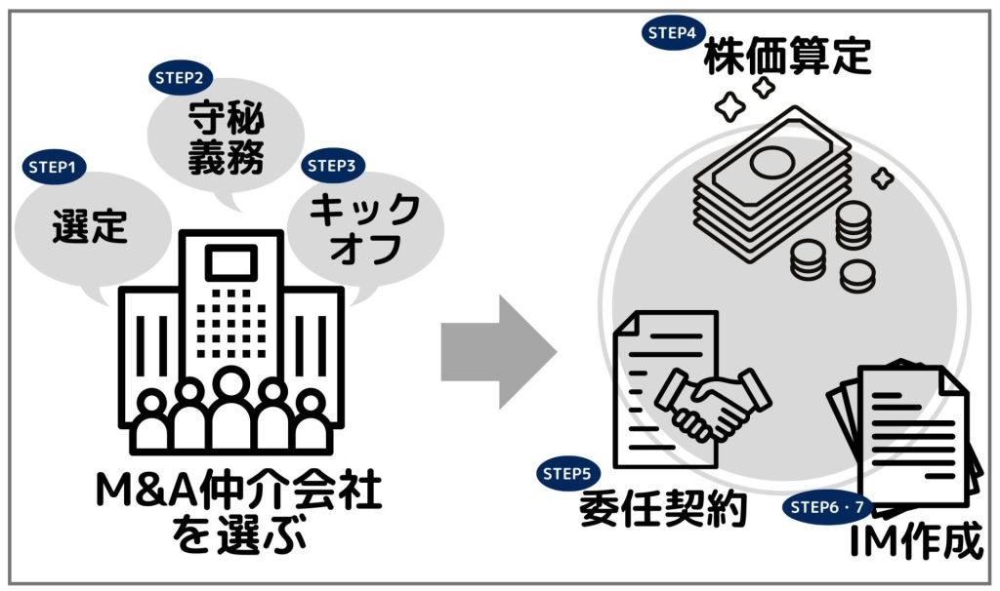 STEP1
選定
STEP2
守秘
義務
STEP3
キック
オフ
M&A仲介会社
を選ぶ
STEP4
株価算定
STEP5
委任契約
STEP6・7
IM作成